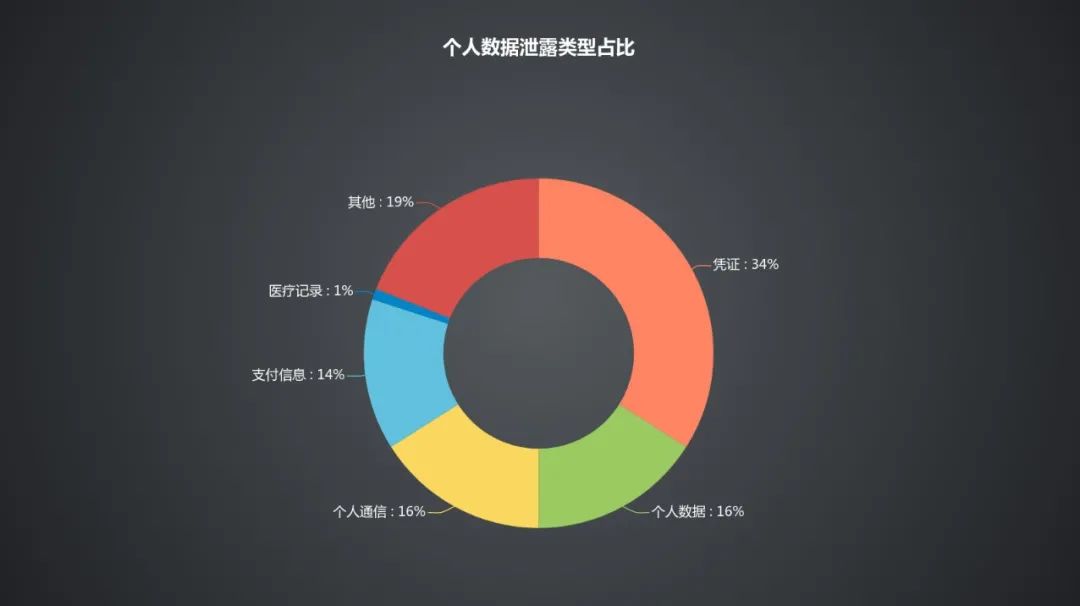 个人数据泄露类型占比
其他 : 19%
凭证 : 34%
医疗记录 : 1%
支付信息 : 14%
个人通信 : 16%
个人数据 : 16%